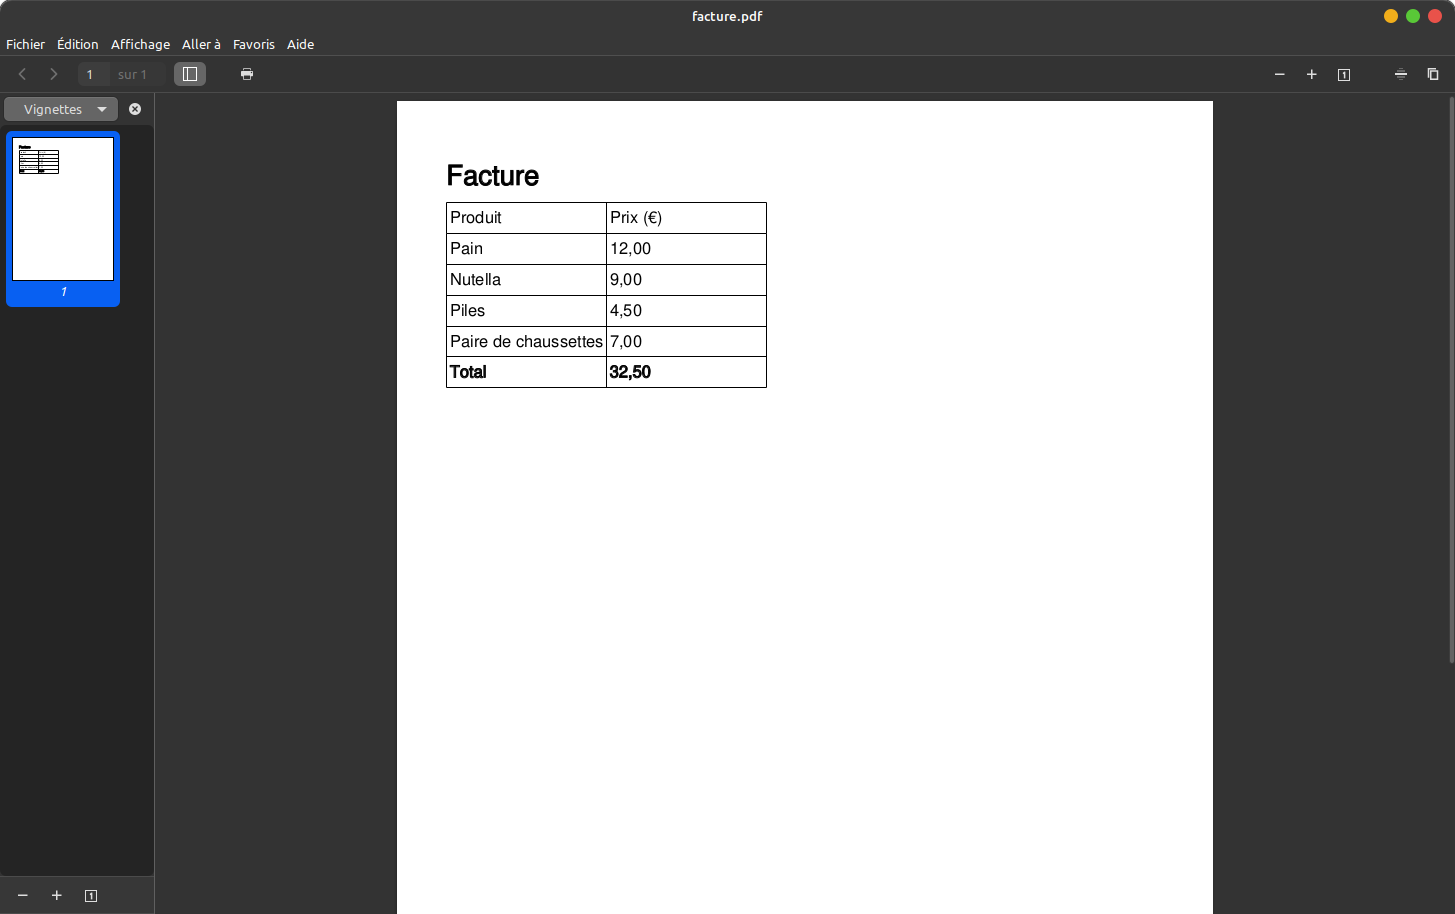 facture.pdf
Fichier Édition Affichage Aller à Favoris Aide
1 sur 1
Vignettes
1
Facture
Produit Prix (€)
Pain 12,00
Nutella 9,00
Piles 4,50
Paire de chaussettes 7,00
Total 32,50